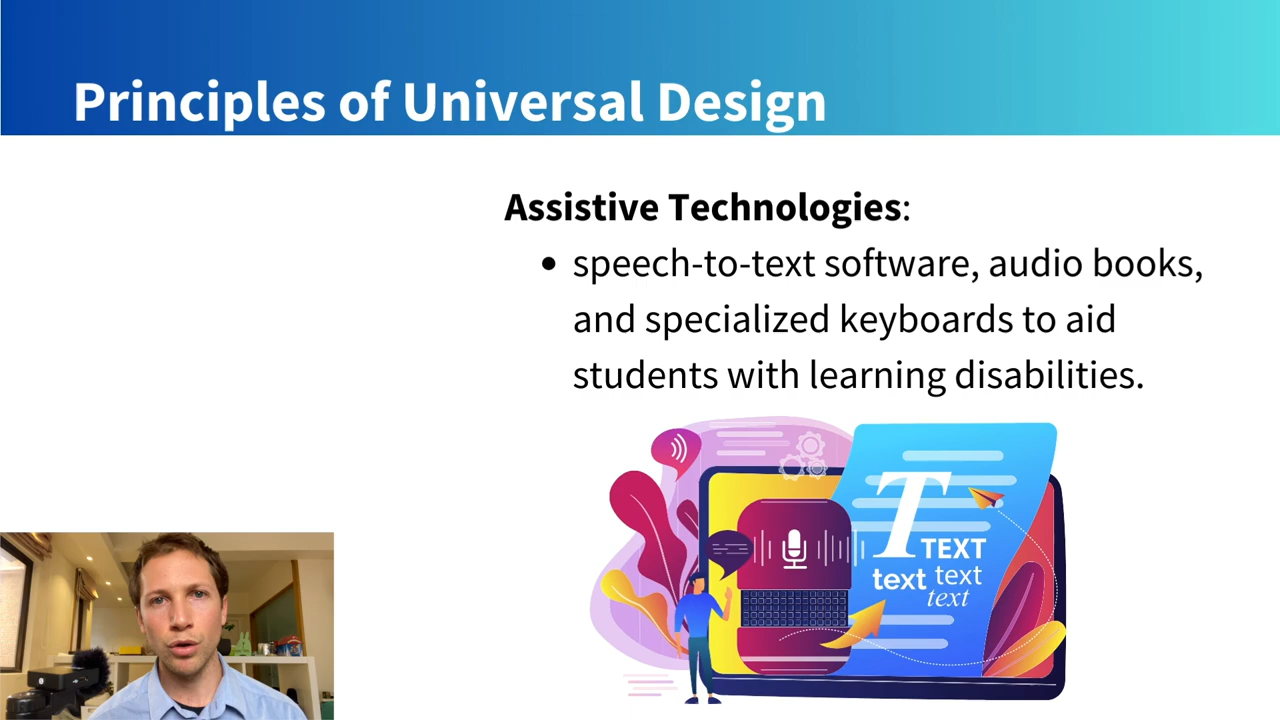 Principles of Universal Design
Assistive Technologies:
• speech-to-text software, audio books,
and specialized keyboards to aid
students with learning disabilities.
T
TEXT
text text
text